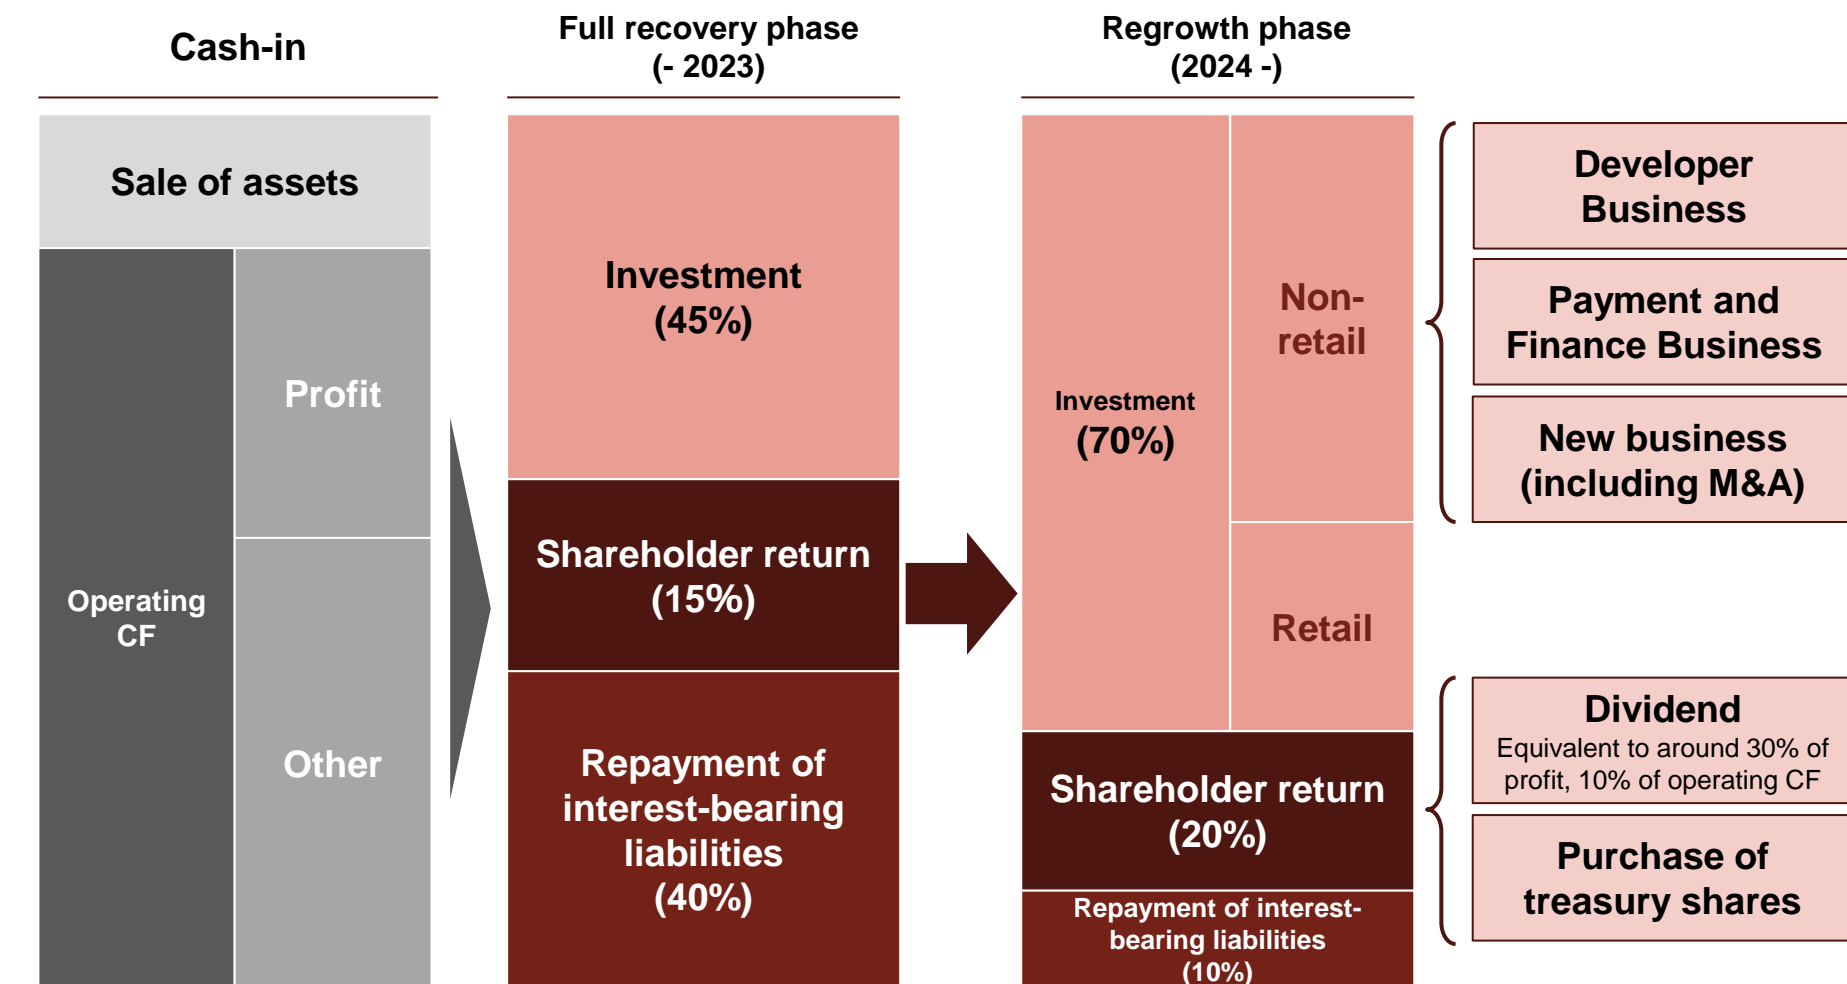 Cash-in
Sale of assets
Operating
CF
Profit
Other
Full recovery phase
(- 2023)
Investment
(45%)
Shareholder return
(15%)
Repayment of
interest-bearing
liabilities
(40%)
Regrowth phase
(2024 -)
Investment
(70%)
Non-
retail
Retail
Shareholder return
(20%)
Repayment of interest-
bearing liabilities
(10%)
Developer
Business
Payment and
Finance Business
New business
(including M&A)
Dividend
Equivalent to around 30% of
profit, 10% of operating CF
Purchase of
treasury shares